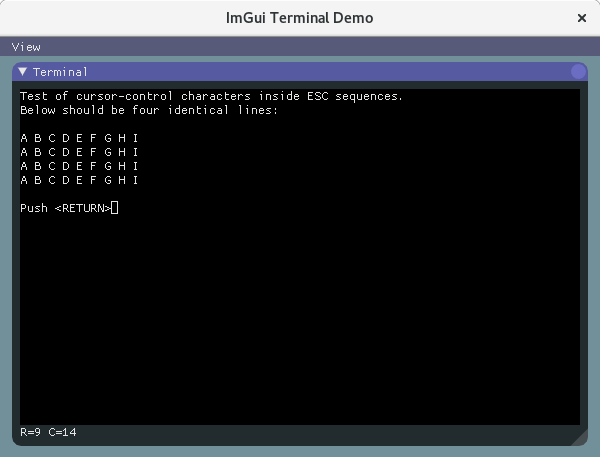 ImGui Terminal Demo
View
Terminal
Test of cursor-control characters inside ESC sequences.
Below should be four identical lines:
A B C D E F G H I
A B C D E F G H I
A B C D E F G H I
A B C D E F G H I
Push <RETURN>
R=9 C=14